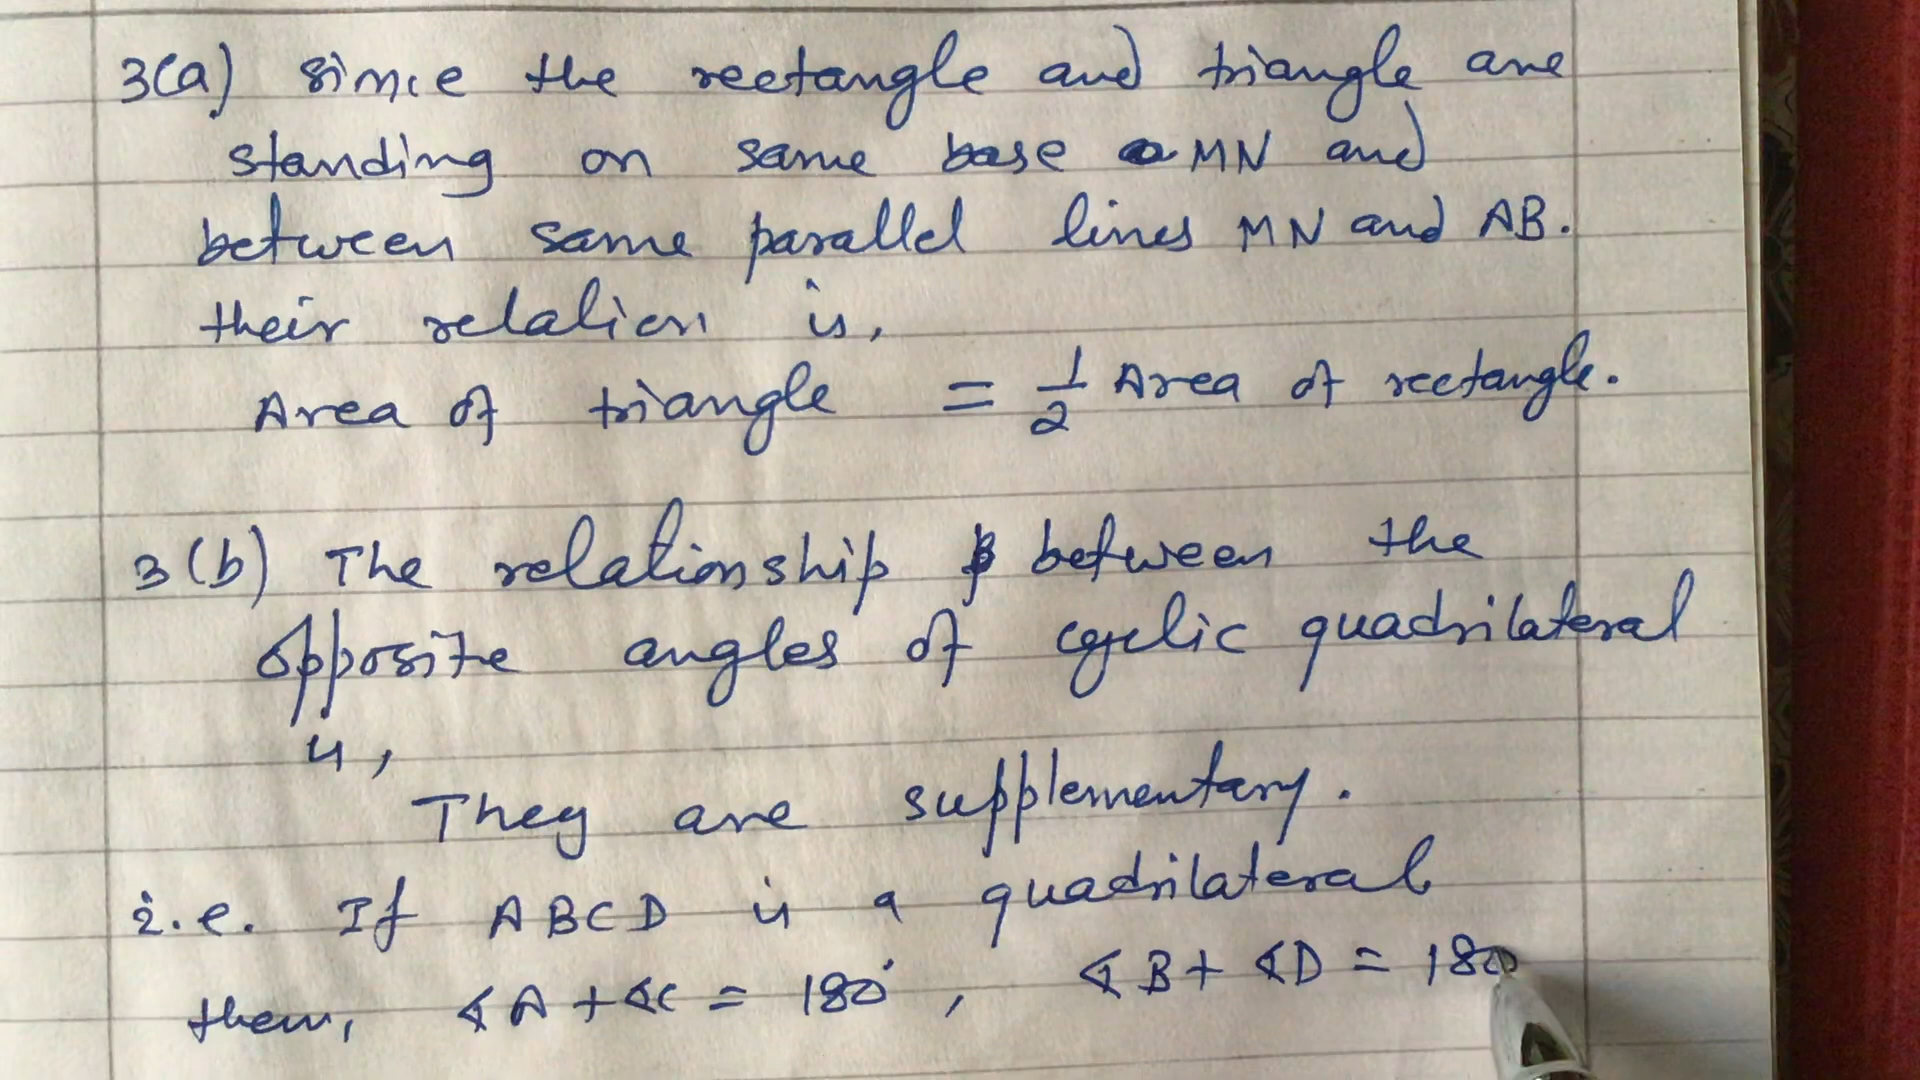 3(a) since the rectangle and triangle are
standing on same base MN and
between same parallel lines MN and AB.
their relation is,
Area of triangle = 1/2 Area of rectangle.
3(b) The relationship between the
opposite angles of cyclic quadrilateral
is,
They are supplementary.
i.e. If ABCD is a quadrilateral
then, ∢A + ∢C = 180°, ∢B + ∢D = 180